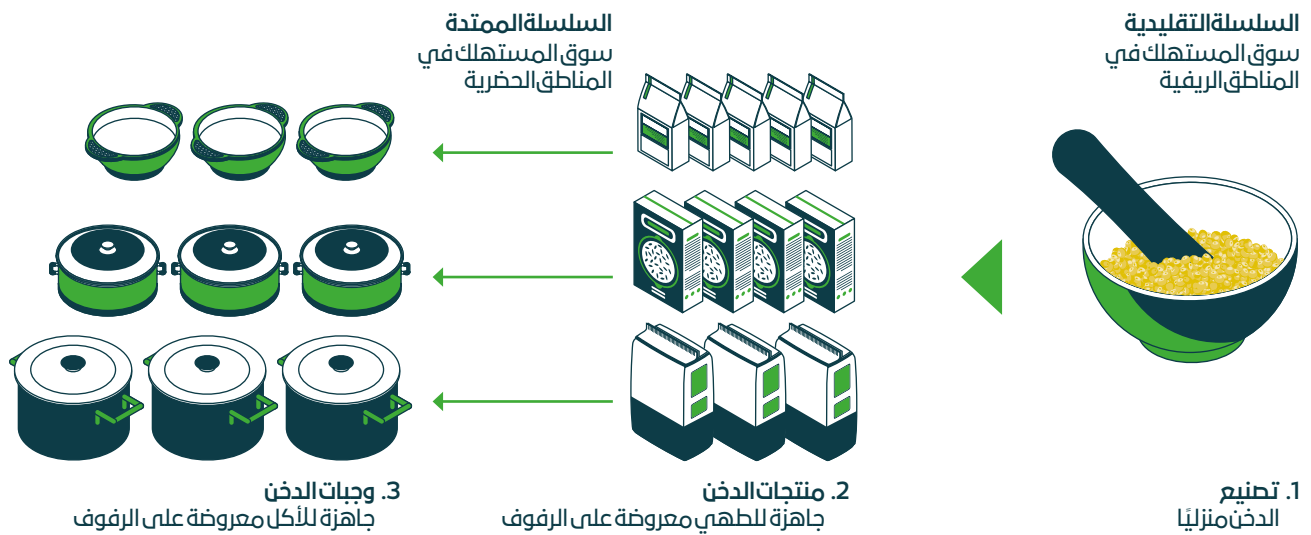 السلسلة التقليدية
سوق المستهلك في
المناطق الريفية
السلسلة الممتدة
سوق المستهلك في
المناطق الحضرية
1. تصنيع
الدخن منزليًا
2. منتجات الدخن
جاهزة للطهي معروضة على الرفوف
3. وجبات الدخن
جاهزة للأكل معروضة على الرفوف